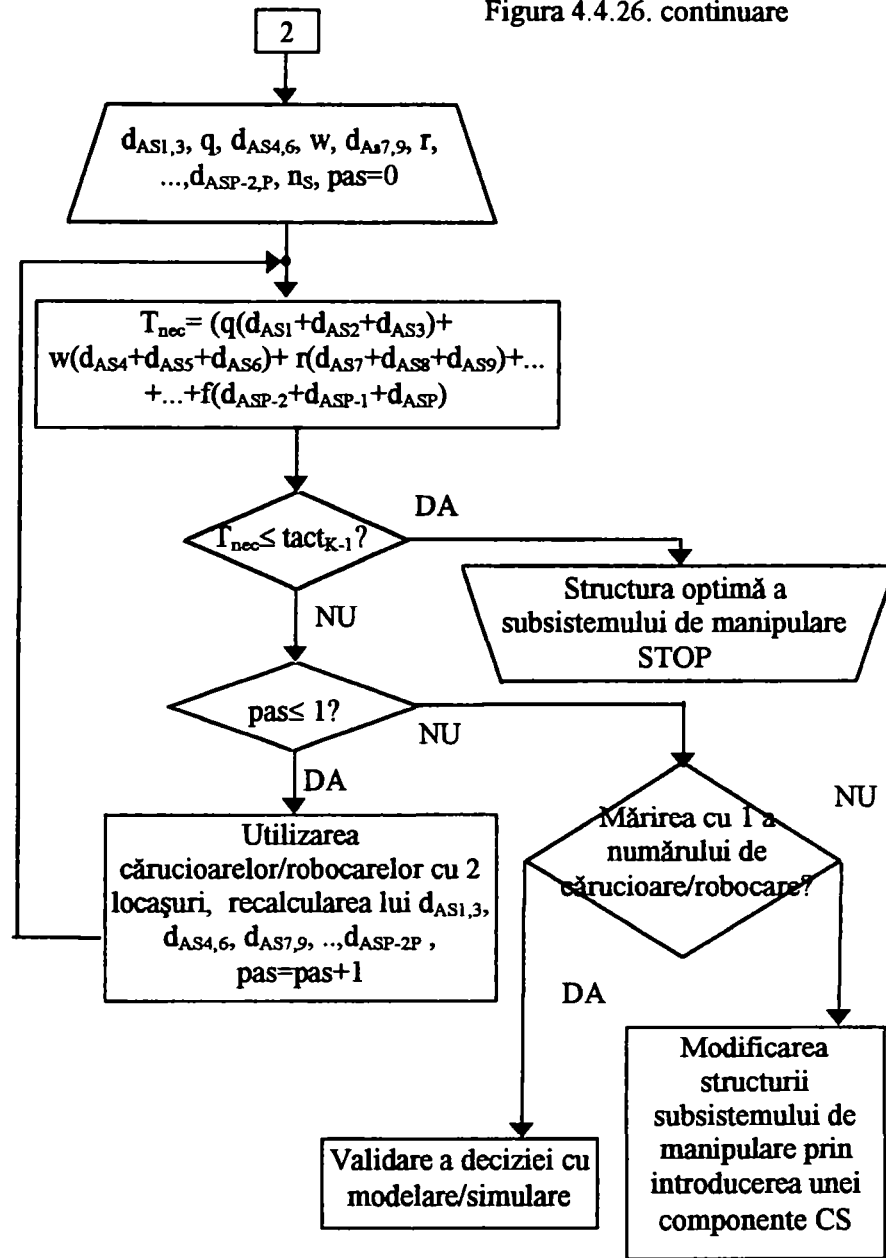 Figura 4.4.26. continuare
2
d_AS1,3, q, d_AS4,6, w, d_As7,9, r,
...,d_ASP-2,P, n_S, pas=0
T_nec= (q(d_AS1+d_AS2+d_AS3)+
w(d_AS4+d_AS5+d_AS6)+ r(d_AS7+d_AS8+d_AS9)+...
+...+f(d_ASP-2+d_ASP-1+d_ASP)
T_nec≤ tact_K-1?
DA
Structura optimă a
subsistemului de manipulare
STOP
NU
pas≤ 1?
NU
DA
Utilizarea
cărucioarelor/robocarelor cu 2
locaşuri, recalcularea lui d_AS1,3,
d_AS4,6, d_AS7,9, ..,d_ASP-2P ,
pas=pas+1
Mărirea cu 1 a
numărului de
cărucioare/robocare?
NU
DA
Validare a deciziei cu
modelare/simulare
Modificarea
structurii
subsistemului de
manipulare prin
introducerea unei
componente CS